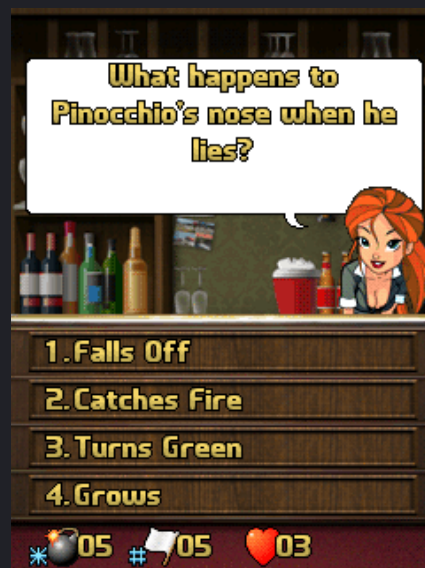 What happens to
Pinocchio's nose when he
lies?
1.Falls Off
2.Catches Fire
3.Turns Green
4.Grows
*05 #05 03